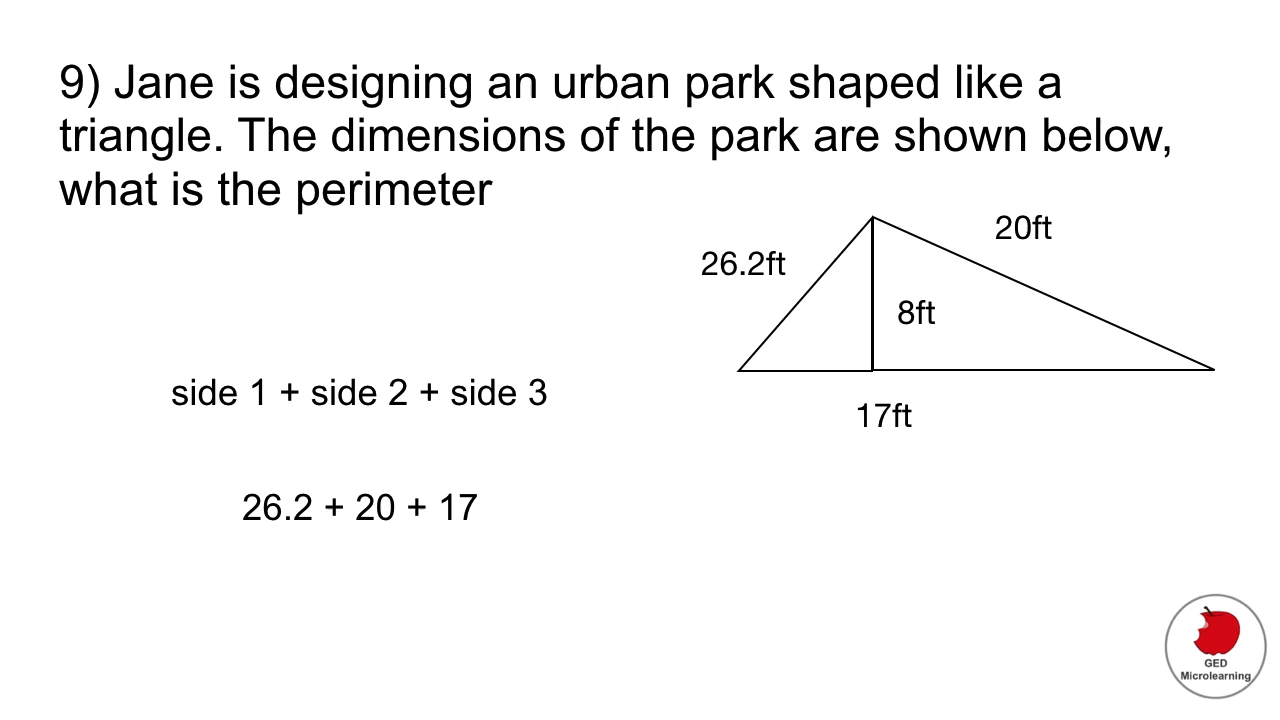 9) Jane is designing an urban park shaped like a
triangle. The dimensions of the park are shown below,
what is the perimeter
20ft
26.2ft
8ft
side 1 + side 2 + side 3
17ft
26.2 + 20 + 17
GED
Microlearning